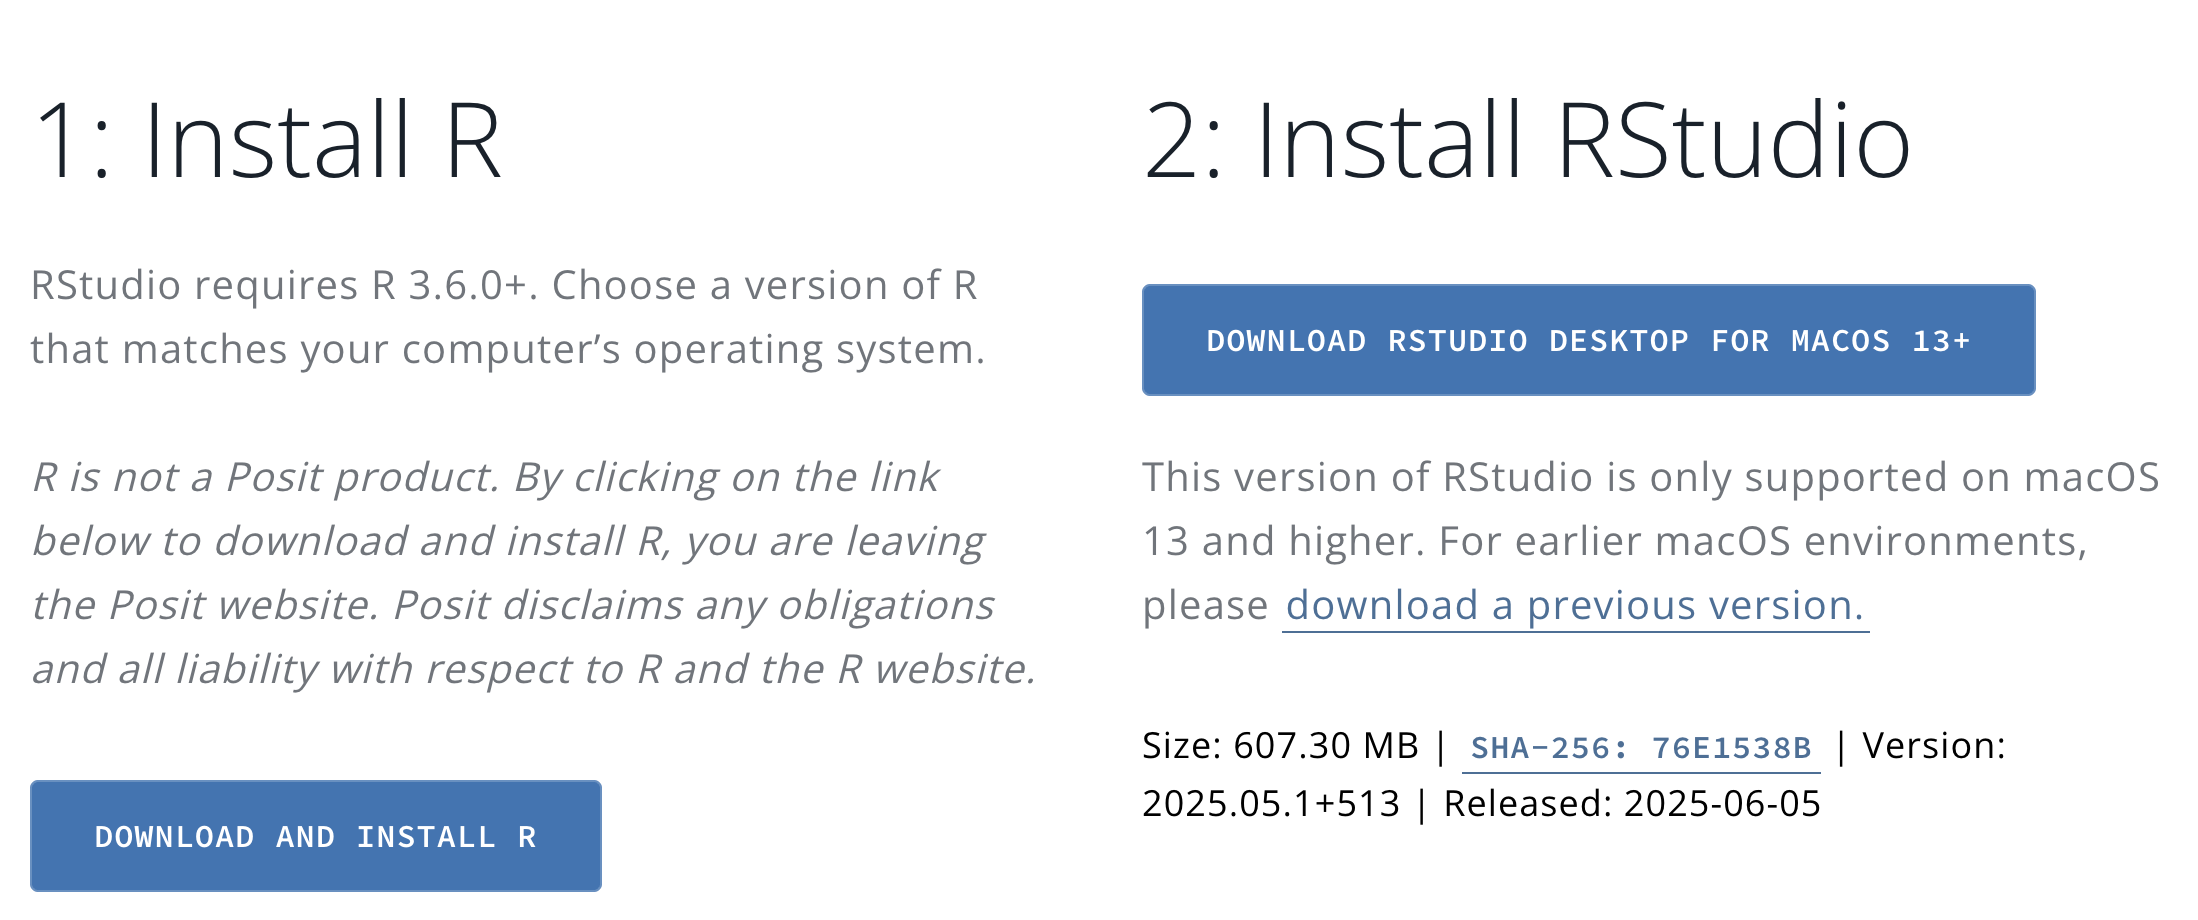 1: Install R
RStudio requires R 3.6.0+. Choose a version of R
that matches your computer’s operating system.
R is not a Posit product. By clicking on the link
below to download and install R, you are leaving
the Posit website. Posit disclaims any obligations
and all liability with respect to R and the R website.
DOWNLOAD AND INSTALL R
2: Install RStudio
DOWNLOAD RSTUDIO DESKTOP FOR MACOS 13+
This version of RStudio is only supported on macOS
13 and higher. For earlier macOS environments,
please download a previous version.
Size: 607.30 MB | SHA-256: 76E1538B | Version:
2025.05.1+513 | Released: 2025-06-05